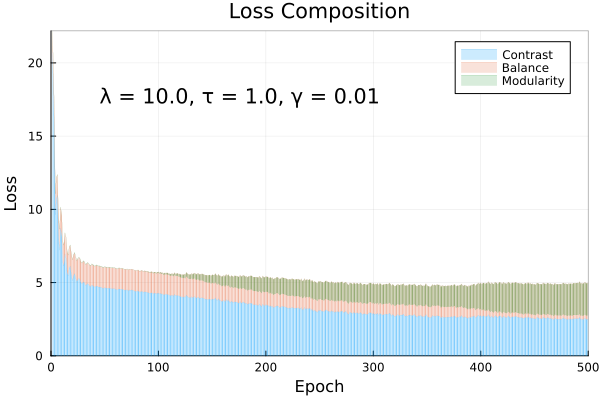 Loss Composition
λ = 10.0, τ = 1.0, γ = 0.01
Contrast
Balance
Modularity
Loss
20
15
10
5
0
0 100 200 300 400 500
Epoch